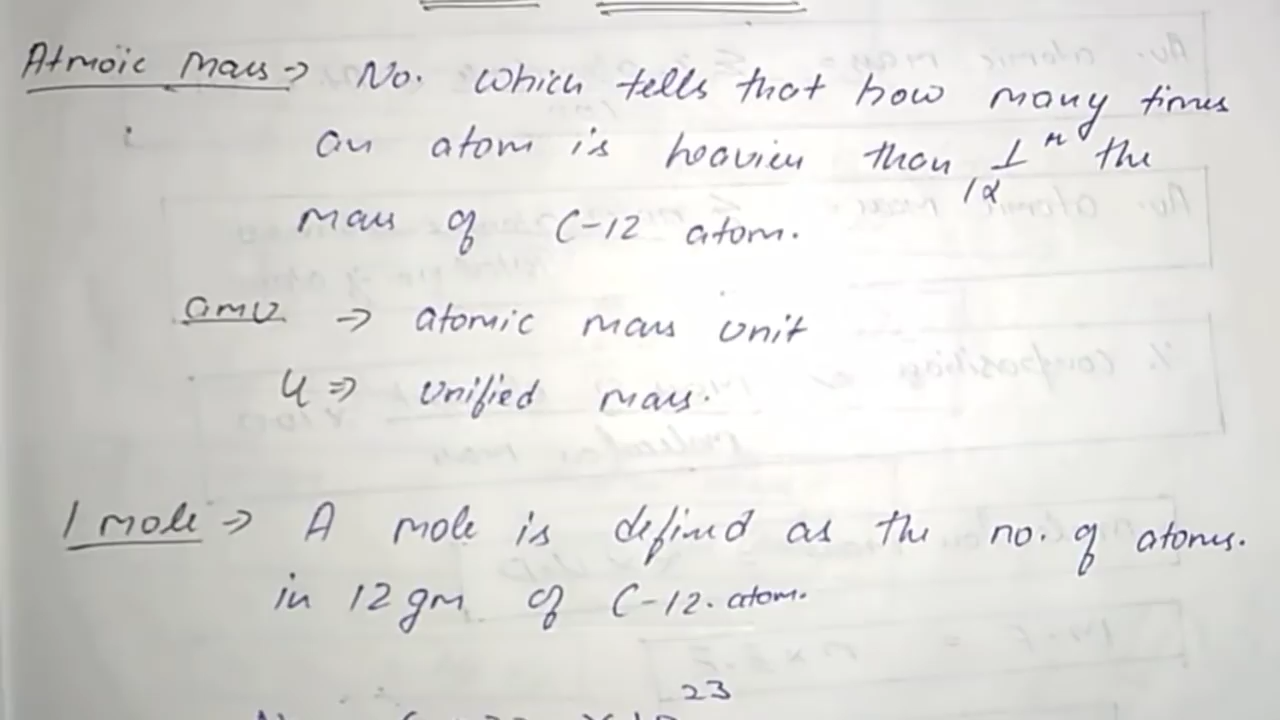 Atmoic Mass → No. which tells that how many times
an atom is heavier than 1/12 th the
mass of C-12 atom.
amu → atomic mass unit
u ⇒ Unified mass.
1 mole ⇒ A mole is defined as the no. of atoms.
in 12 gm of C-12. atom.
23